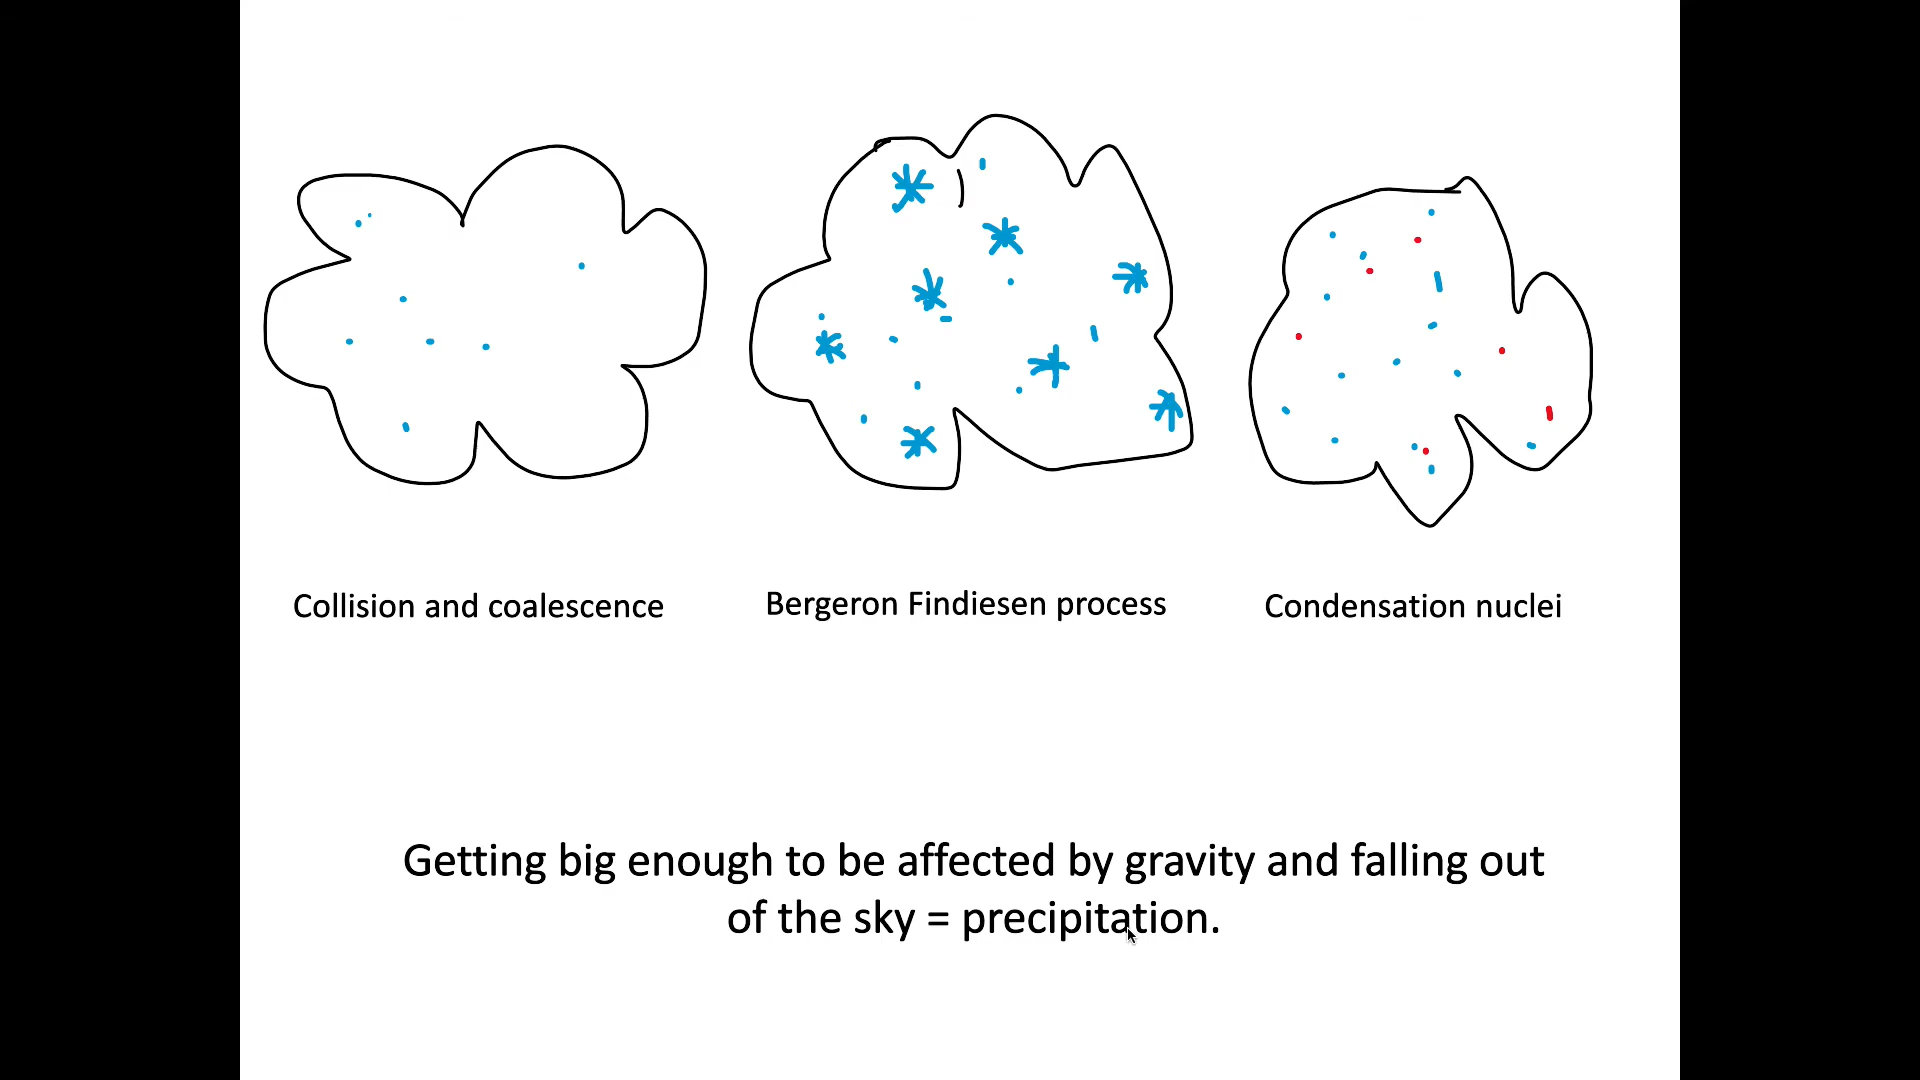 Collision and coalescence
Bergeron Findiesen process
Condensation nuclei
Getting big enough to be affected by gravity and falling out
of the sky = precipitation.